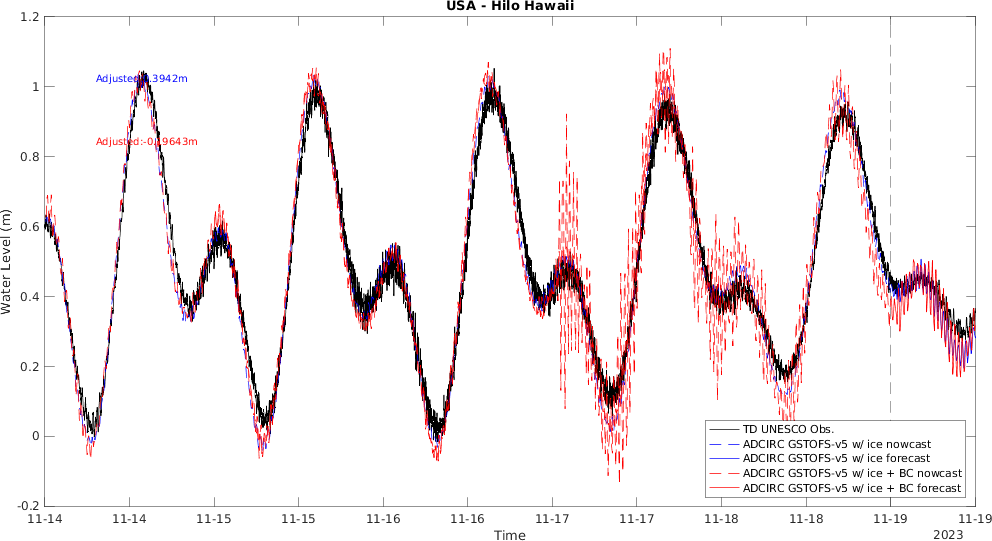 USA - Hilo Hawaii
1.2
1
0.8
0.6
0.4
0.2
0
-0.2
Water Level (m)
Adjusted:-0.19643m
TD UNESCO Obs.
ADCIRC GSTOFS-v5 w/ ice nowcast
ADCIRC GSTOFS-v5 w/ ice forecast
ADCIRC GSTOFS-v5 w/ ice + BC nowcast
ADCIRC GSTOFS-v5 w/ ice + BC forecast
11-14 11-14 11-15 11-15 11-16 11-16 11-17 11-17 11-18 11-18 11-19 11-19
Time
2023